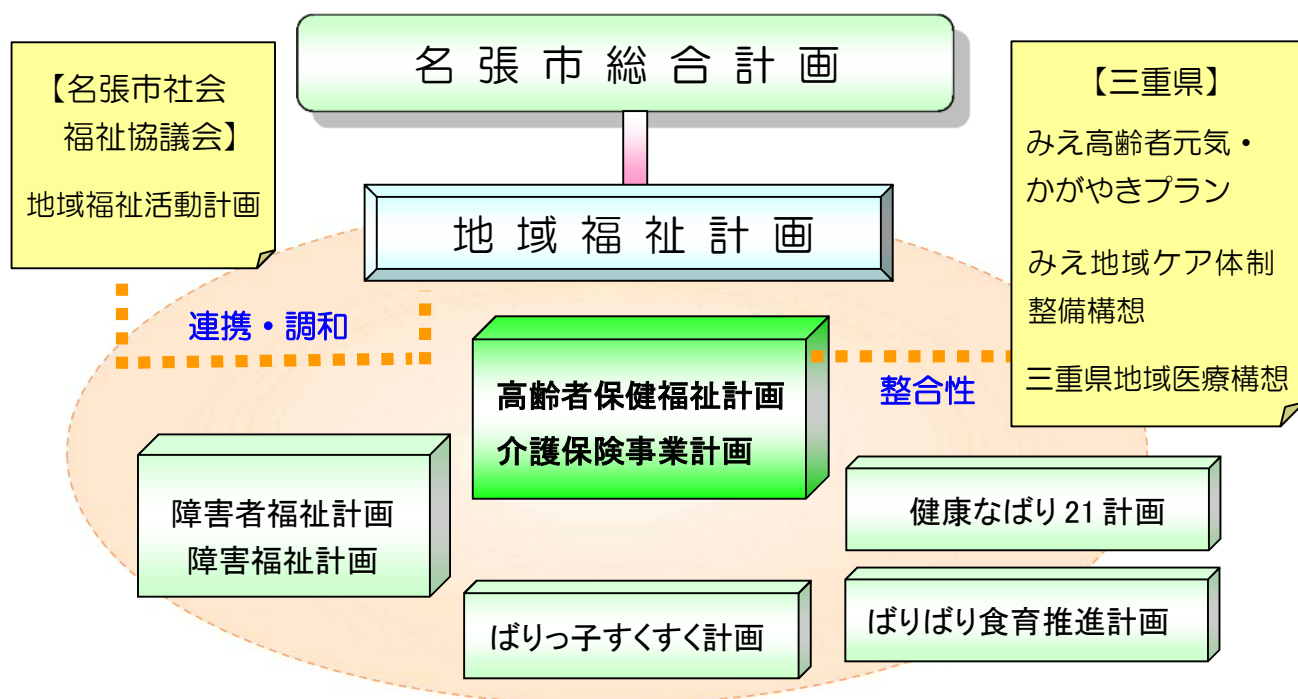 名張市総合計画
【名張市社会
福祉協議会】
地域福祉活動計画
【三重県】
みえ高齢者元気・
かがやきプラン
みえ地域ケア体制
整備構想
三重県地域医療構想
地域福祉計画
連携・調和
整合性
高齢者保健福祉計画
介護保険事業計画
障害者福祉計画
障害福祉計画
健康なばり21計画
ばりっ子すくすく計画
ばりばり食育推進計画